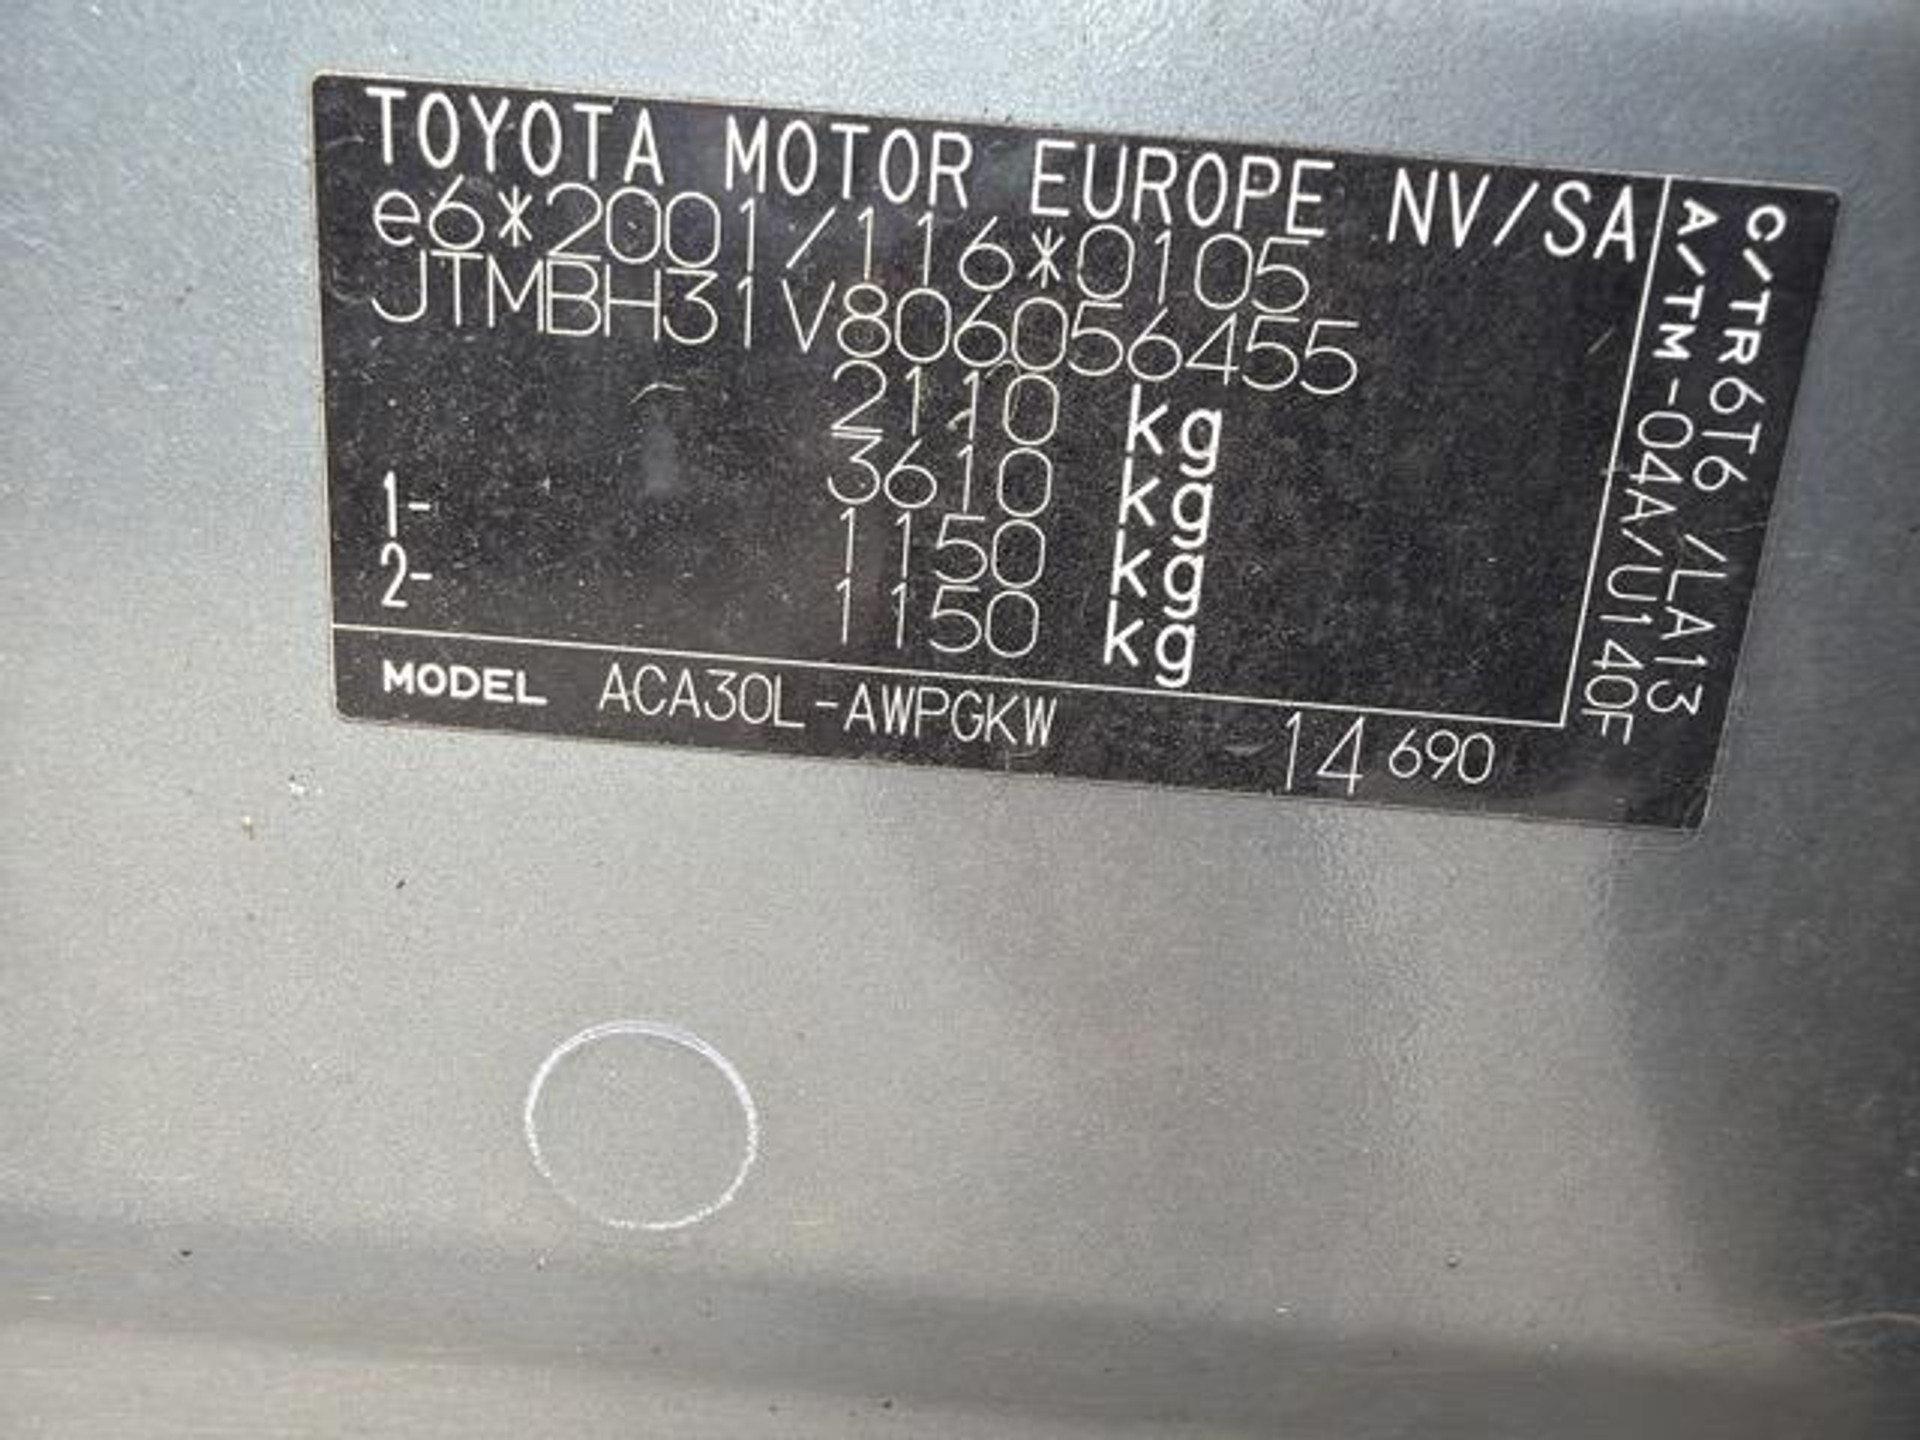 TOYOTA MOTOR EUROPE NV/SA
e6*2001/116*0105
JTMBH31V806056455
2110 kg
3610 kg
1- 1150 kg
2- 1150 kg
MODEL ACA30L-AWPGKW 14 690
C/TR6T6 /LA13
A/TM-04A/U140F